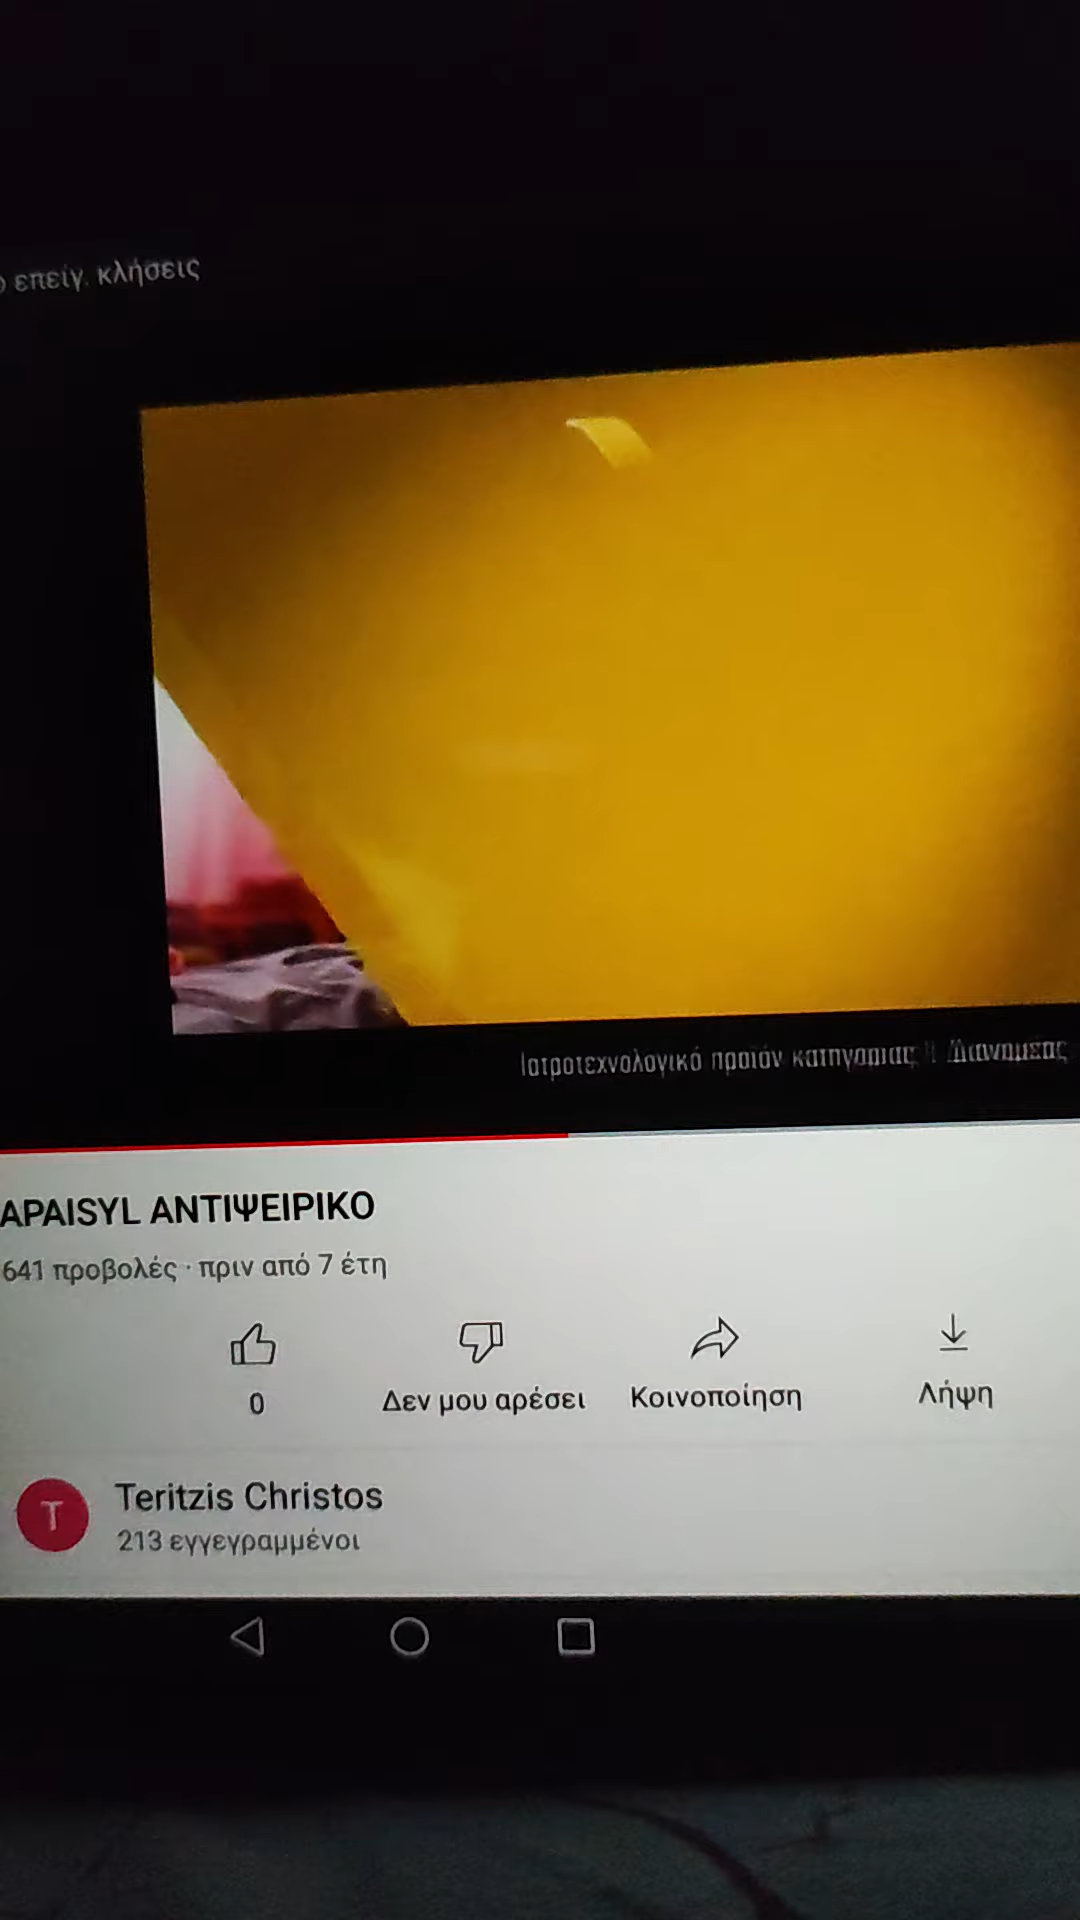 επείγ. κλήσεις
Ιατροτεχνολογικό προϊόν κατηγορίας Διανομέας
APAISYL ΑΝΤΙΨΕΙΡΙΚΟ
641 προβολές · πριν από 7 έτη
0
Δεν μου αρέσει
Κοινοποίηση
Λήψη
T
Teritzis Christos
213 εγγεγραμμένοι